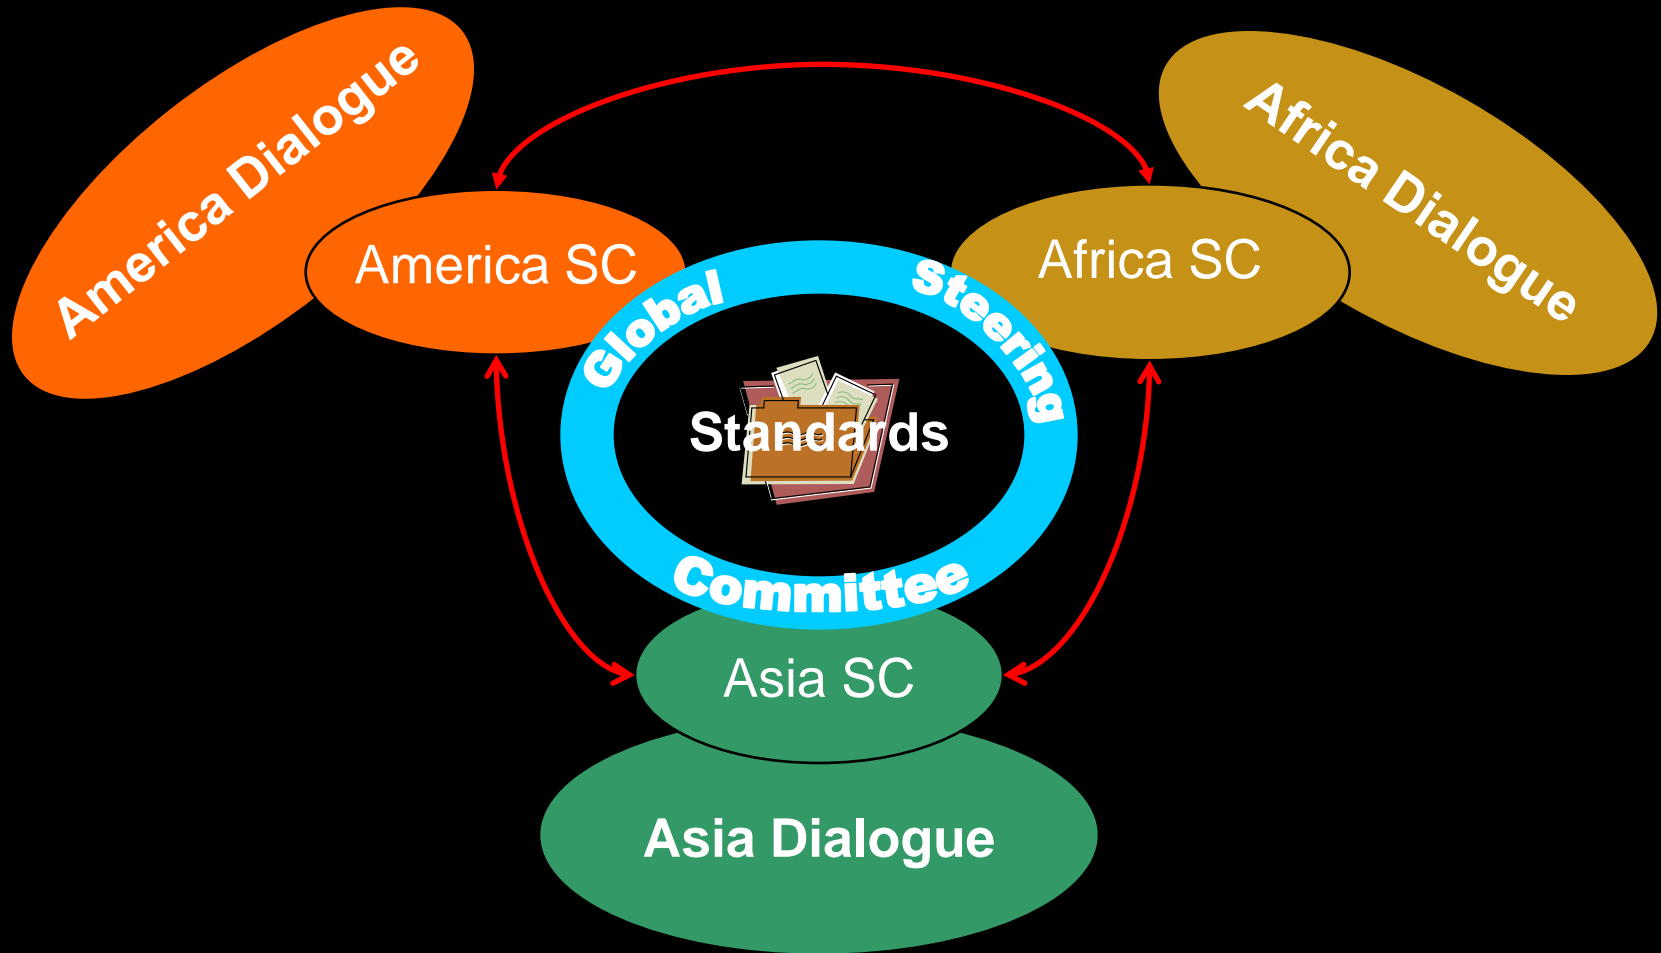 America Dialogue
Africa Dialogue
America SC
Africa SC
Global Steering Committee
Standards
Asia SC
Asia Dialogue